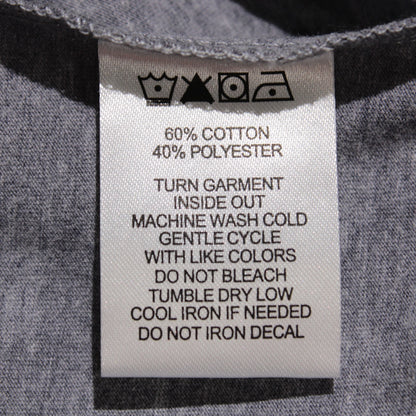 60% COTTON
40% POLYESTER
TURN GARMENT
INSIDE OUT
MACHINE WASH COLD
GENTLE CYCLE
WITH LIKE COLORS
DO NOT BLEACH
TUMBLE DRY LOW
COOL IRON IF NEEDED
DO NOT IRON DECAL